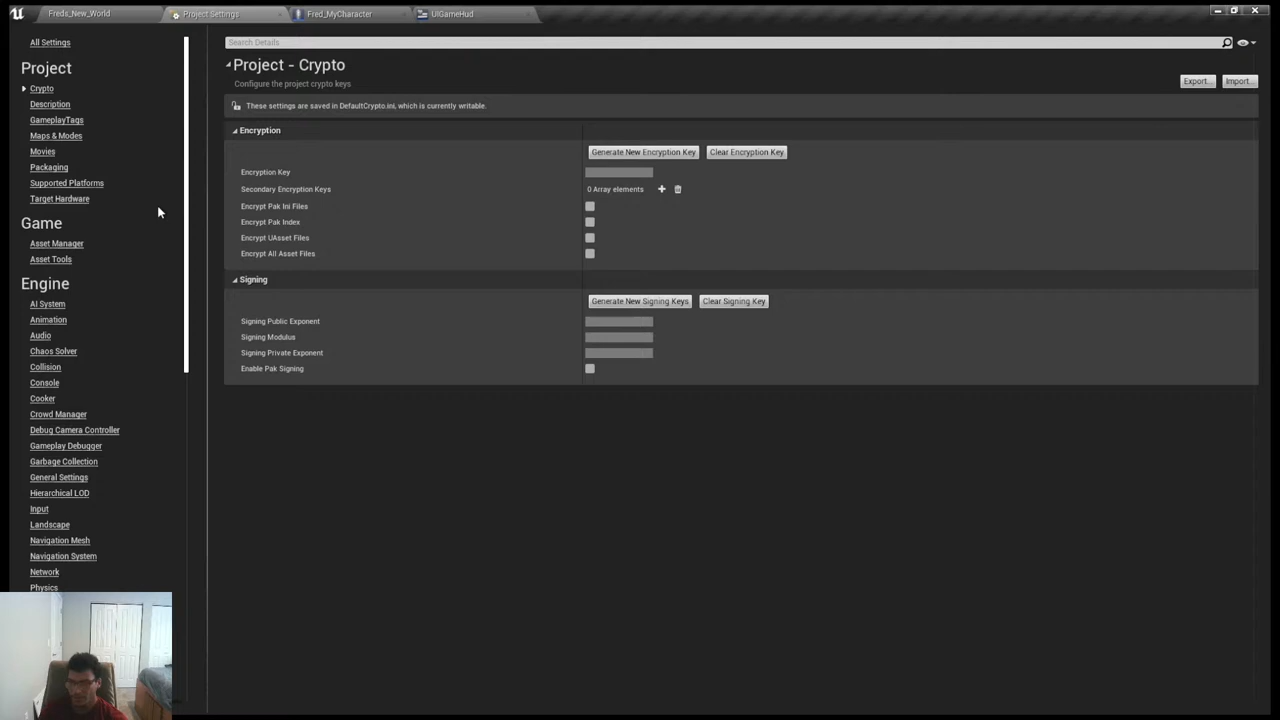 Freds_New_World
Project Settings
Fred_MyCharacter
UIGameHud
All Settings
Project
Crypto
Description
GameplayTags
Maps & Modes
Movies
Packaging
Supported Platforms
Target Hardware
Game
Asset Manager
Asset Tools
Engine
AI System
Animation
Audio
Chaos Solver
Collision
Console
Cooker
Crowd Manager
Debug Camera Controller
Gameplay Debugger
Garbage Collection
General Settings
Hierarchical LOD
Input
Landscape
Navigation Mesh
Navigation System
Network
Physics
Search Details
Project - Crypto
Configure the project crypto keys
Export...
Import...
These settings are saved in DefaultCrypto.ini, which is currently writable.
Encryption
Generate New Encryption Key
Clear Encryption Key
Encryption Key
Secondary Encryption Keys
0 Array elements
Encrypt Pak Ini Files
Encrypt Pak Index
Encrypt UAsset Files
Encrypt All Asset Files
Signing
Generate New Signing Keys
Clear Signing Key
Signing Public Exponent
Signing Modulus
Signing Private Exponent
Enable Pak Signing